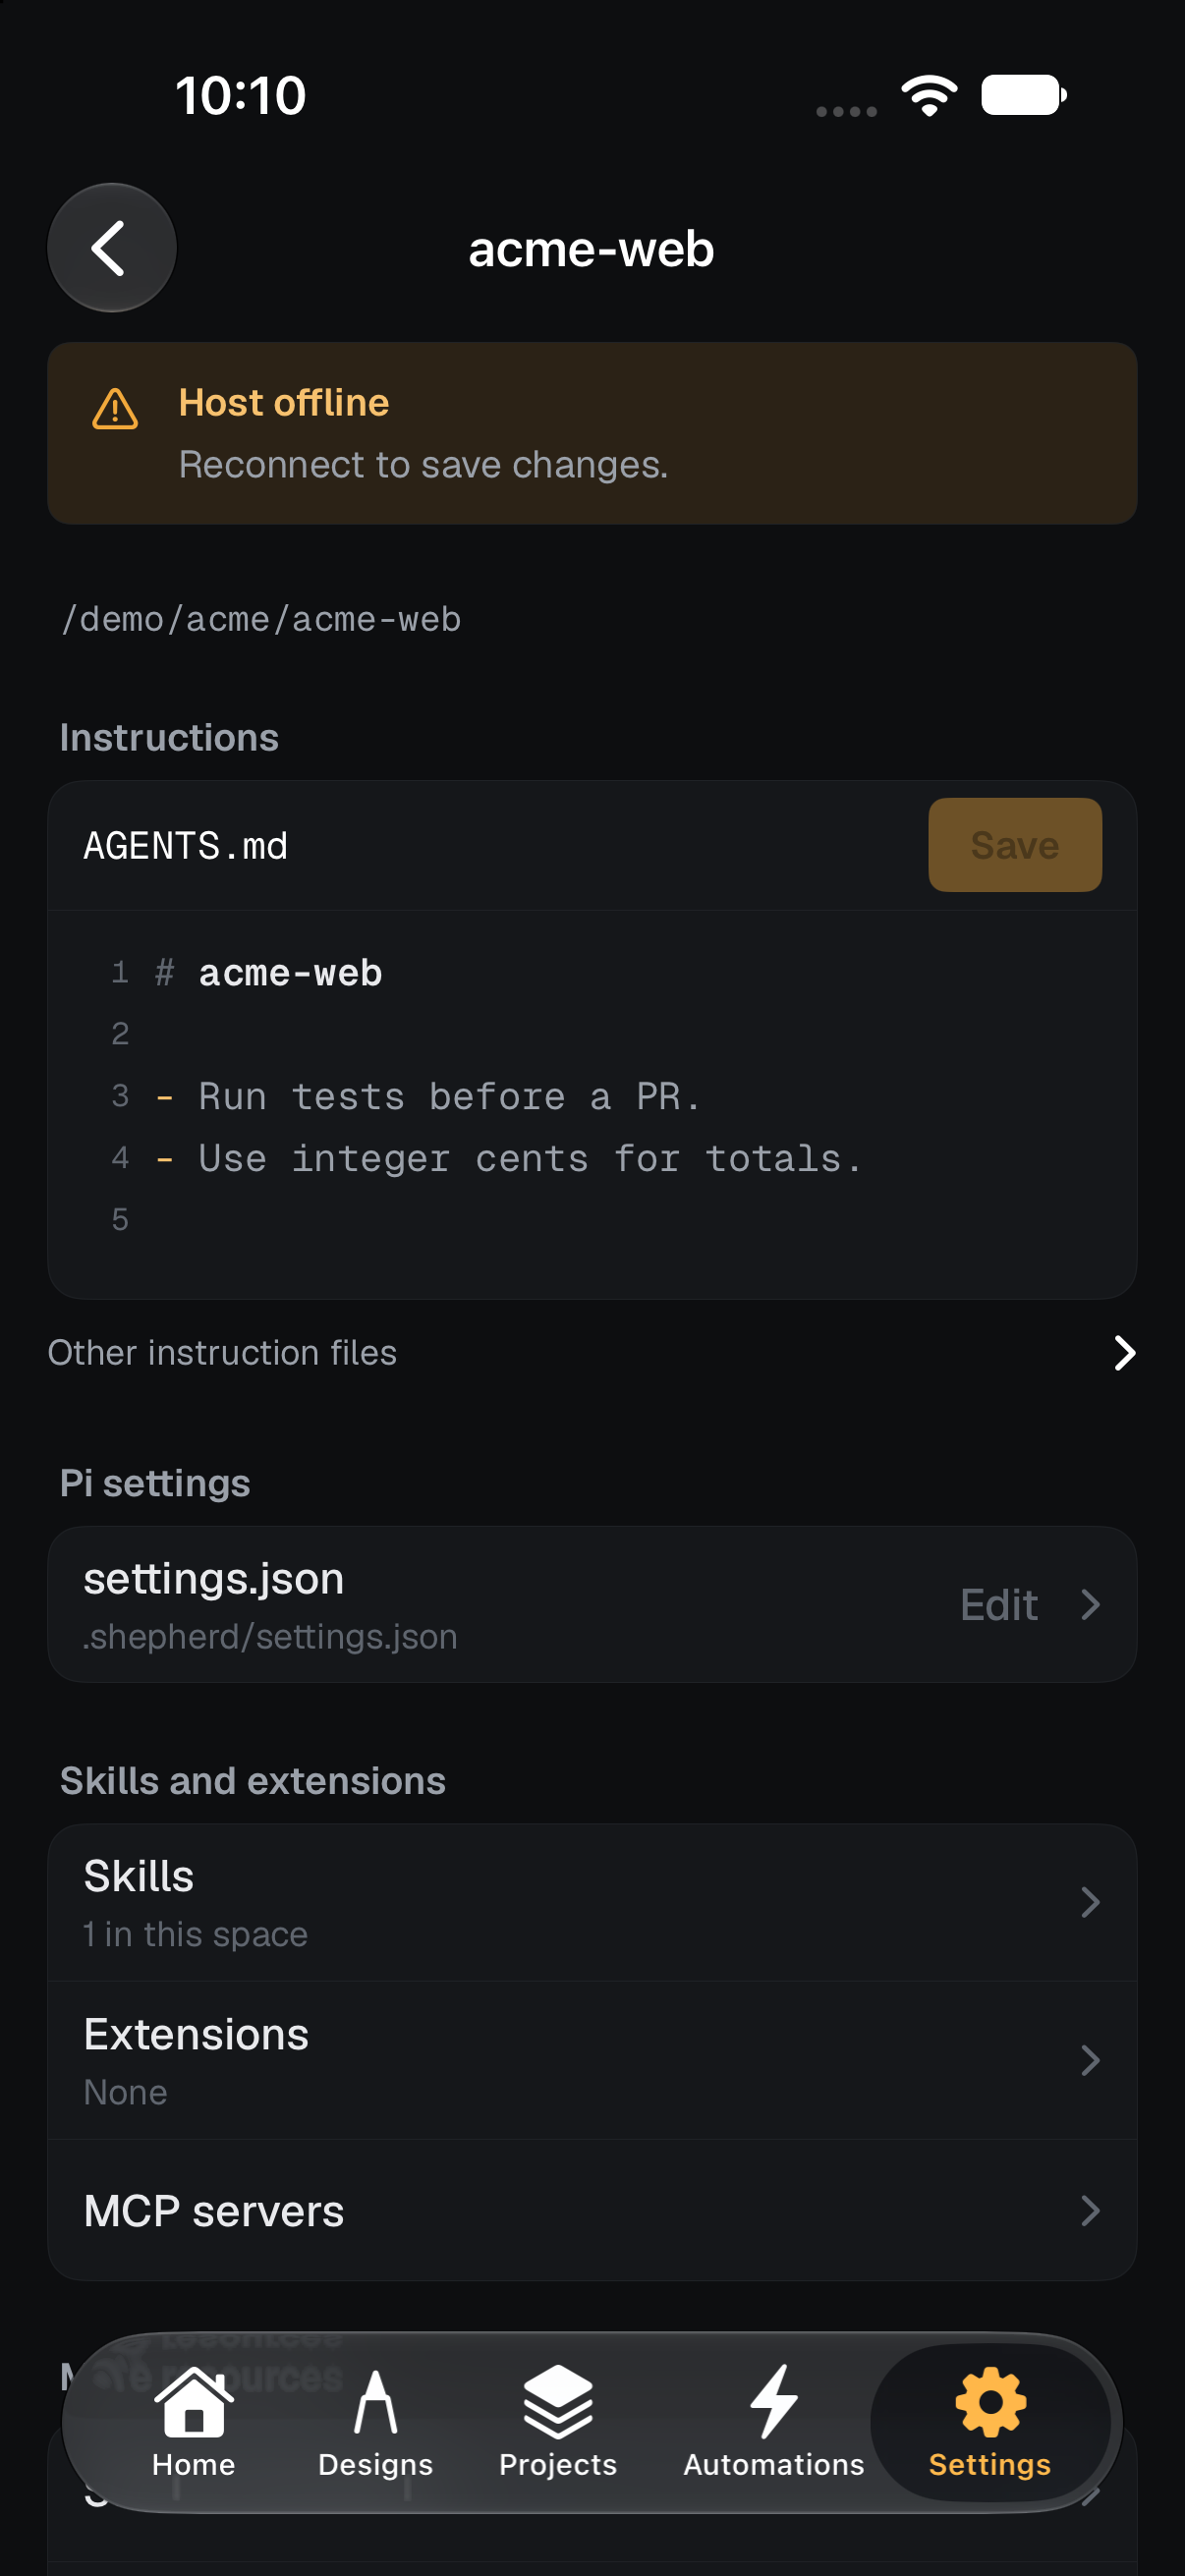 10:10
acme-web
Host offline
Reconnect to save changes.
/demo/acme/acme-web
Instructions
AGENTS.md
Save
1 # acme-web
2
3 - Run tests before a PR.
4 - Use integer cents for totals.
5
Other instruction files
Pi settings
settings.json
Edit
.shepherd/settings.json
Skills and extensions
Skills
1 in this space
Extensions
None
MCP servers
resources
Home
Designs
Projects
Automations
Settings